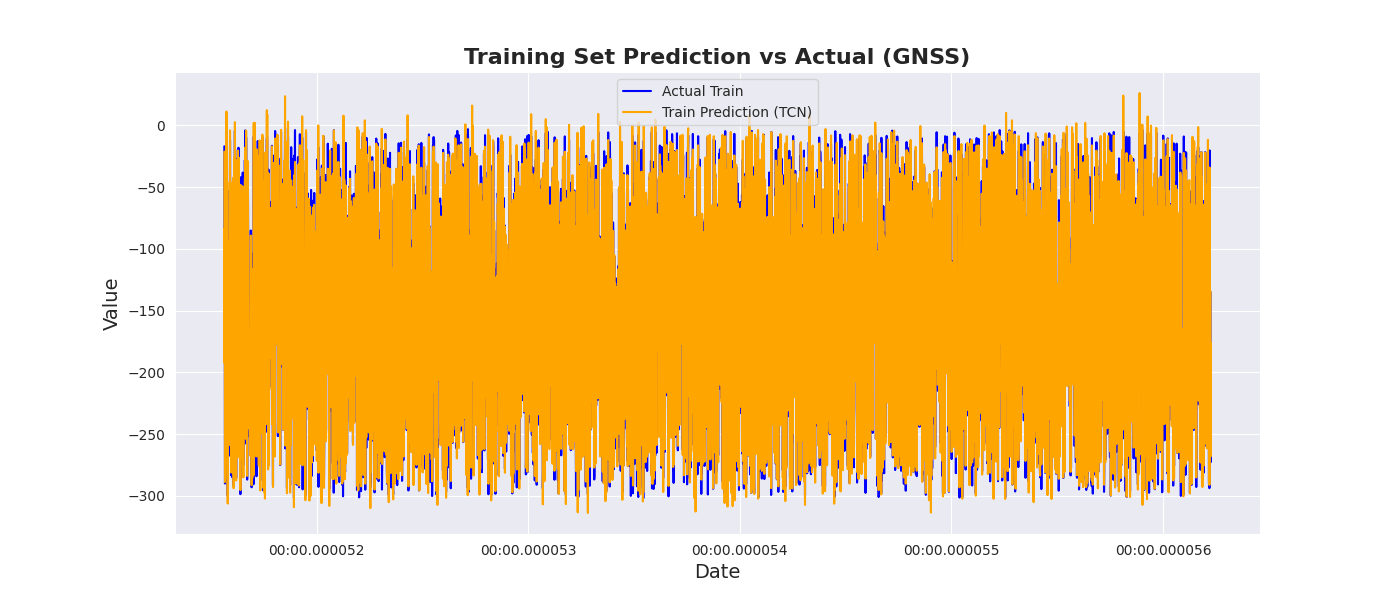 Training Set Prediction vs Actual (GNSS)
Actual Train
Train Prediction (TCN)
Value
0
−50
−100
−150
−200
−250
−300
00:00.000052 00:00.000053 00:00.000054 00:00.000055 00:00.000056
Date